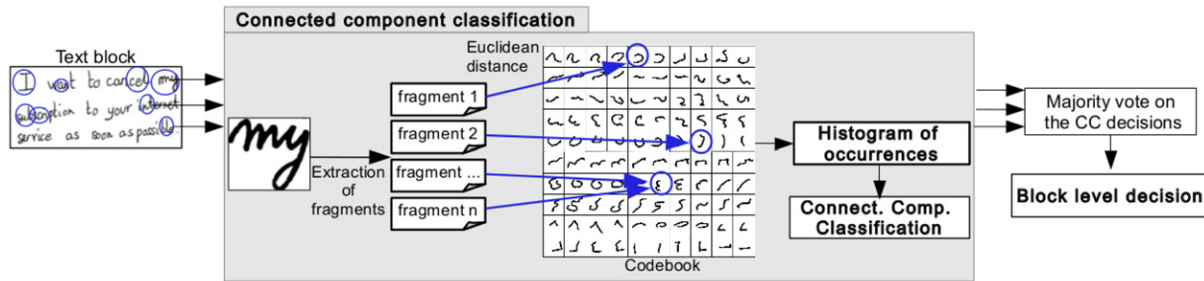 Connected component classification
Text block
I want to cancel my
subscription to your internet
service as soon as possible
my
Extraction
of
fragments
fragment 1
fragment 2
fragment ...
fragment n
Euclidean
distance
Codebook
Histogram of
occurrences
Connect. Comp.
Classification
Majority vote on
the CC decisions
Block level decision